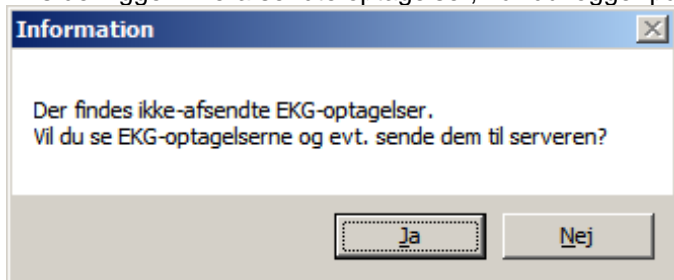 Information
Der findes ikke-afsendte EKG-optagelser.
Vil du se EKG-optagelserne og evt. sende dem til serveren?
Ja
Nej